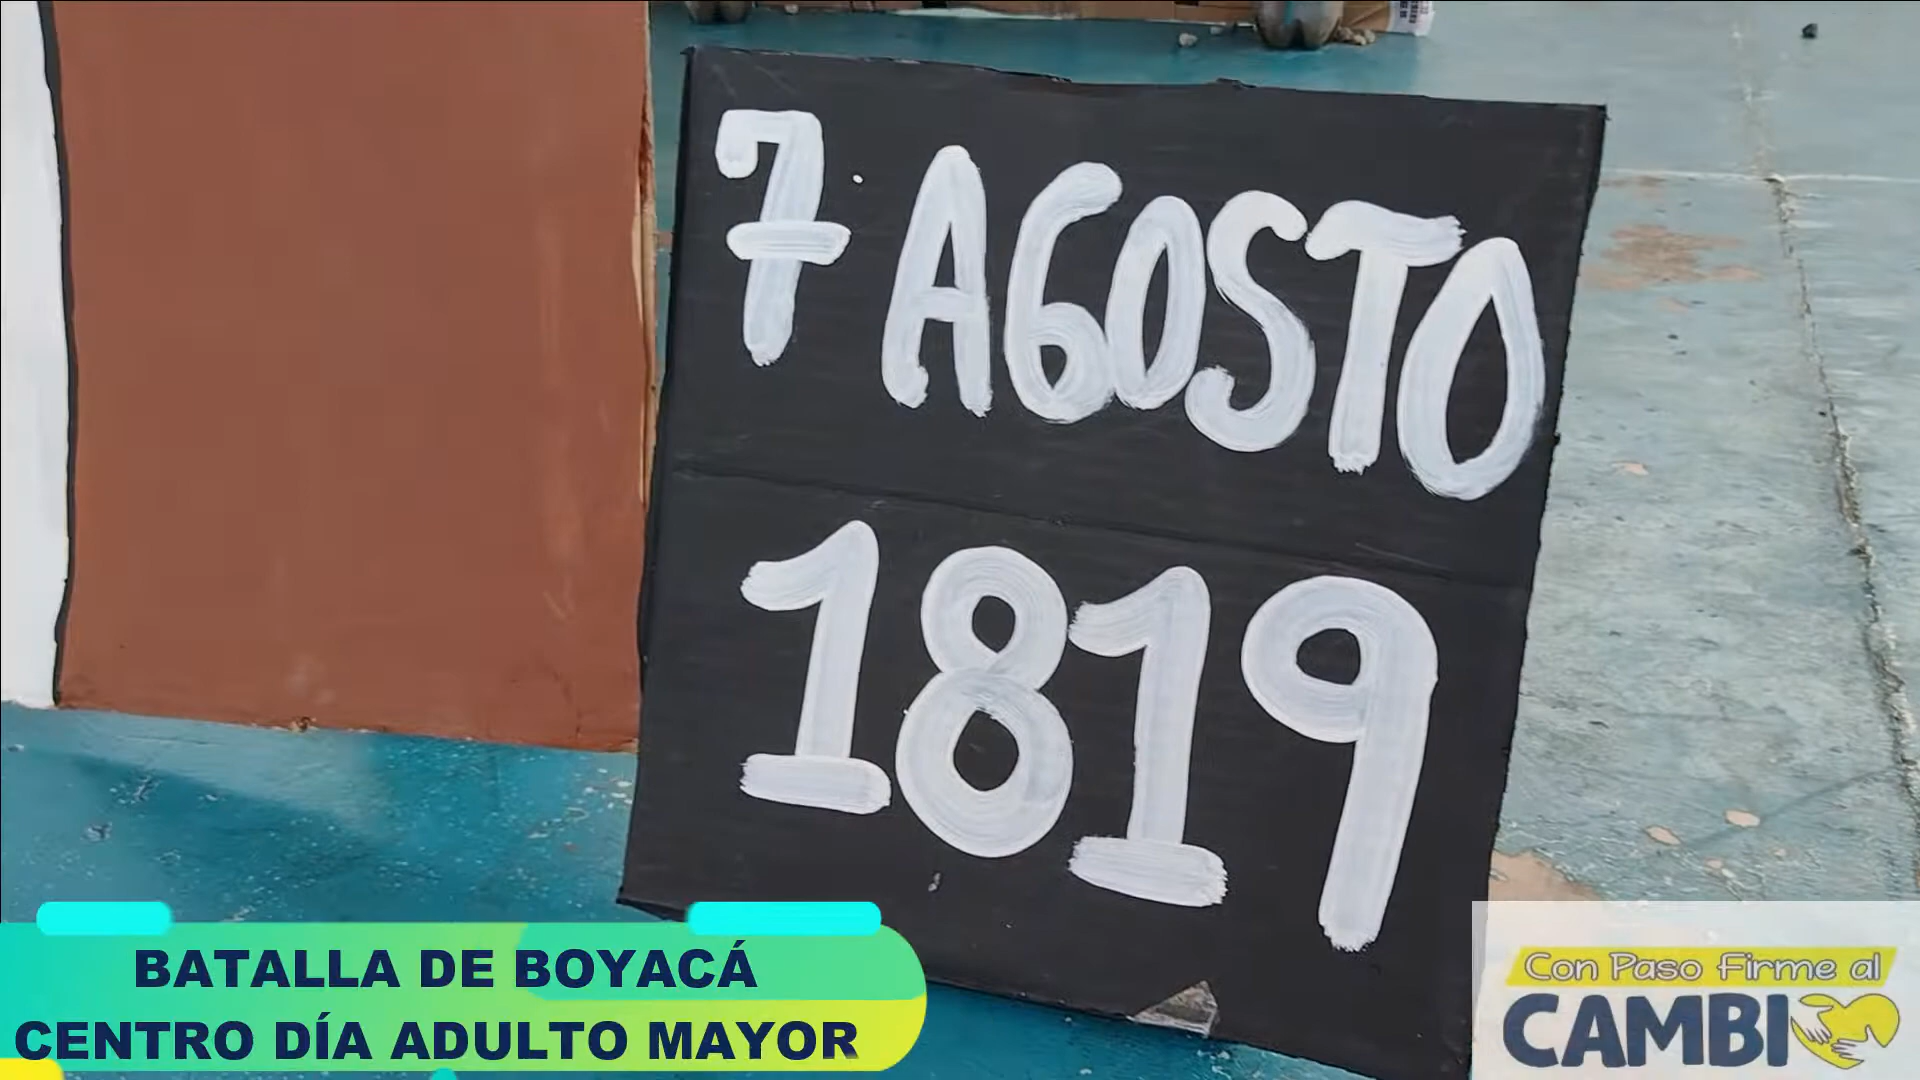 7 AGOSTO
1819
BATALLA DE BOYACÁ
CENTRO DÍA ADULTO MAYOR
Con Paso Firme al
CAMBIO